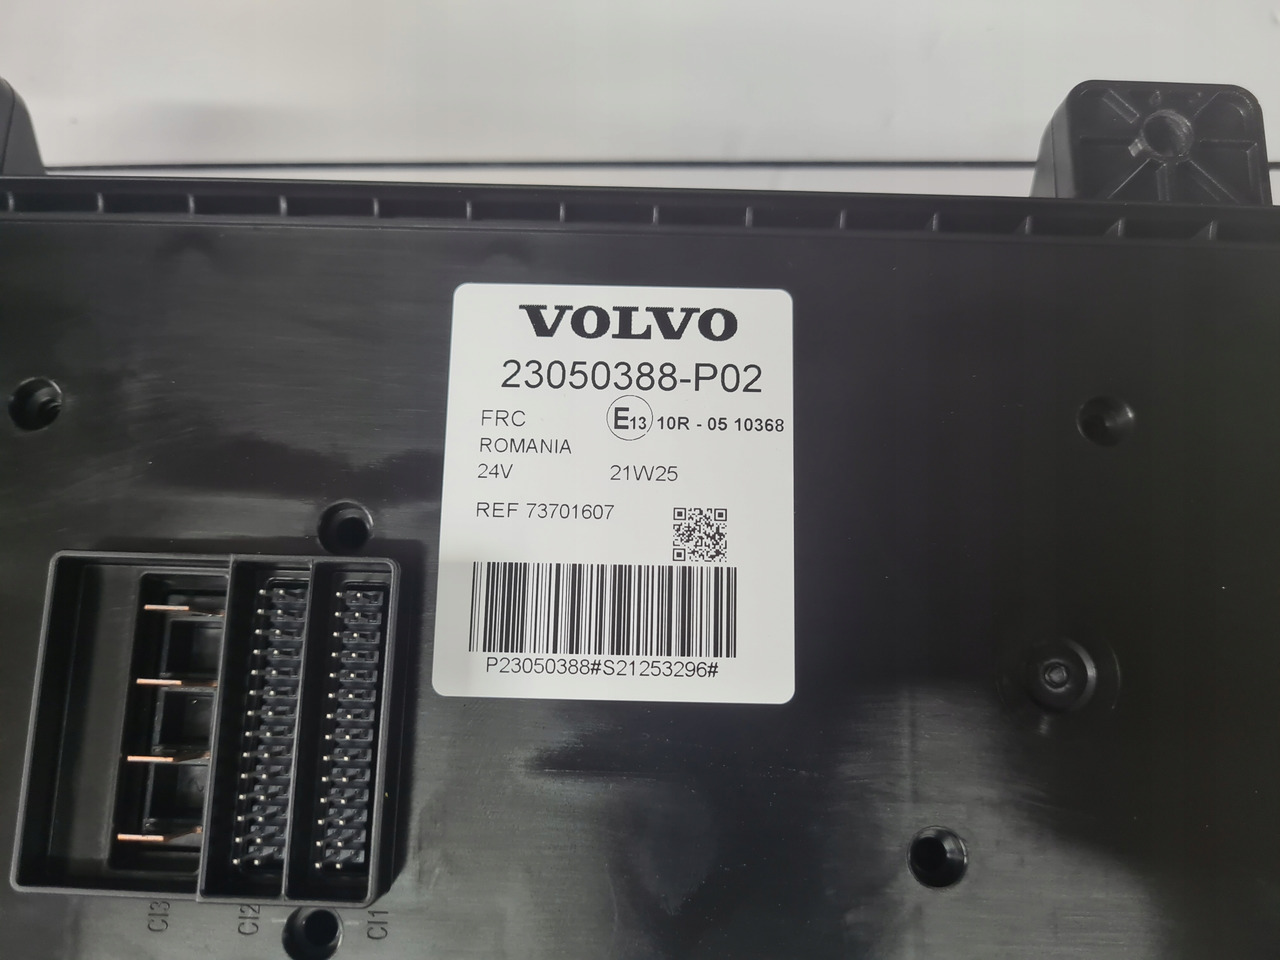 VOLVO
23050388-P02
FRC E13 10R - 05 10368
ROMANIA
24V 21W25
REF 73701607
P23050388#S21253296#
CI3 CI2 CI1